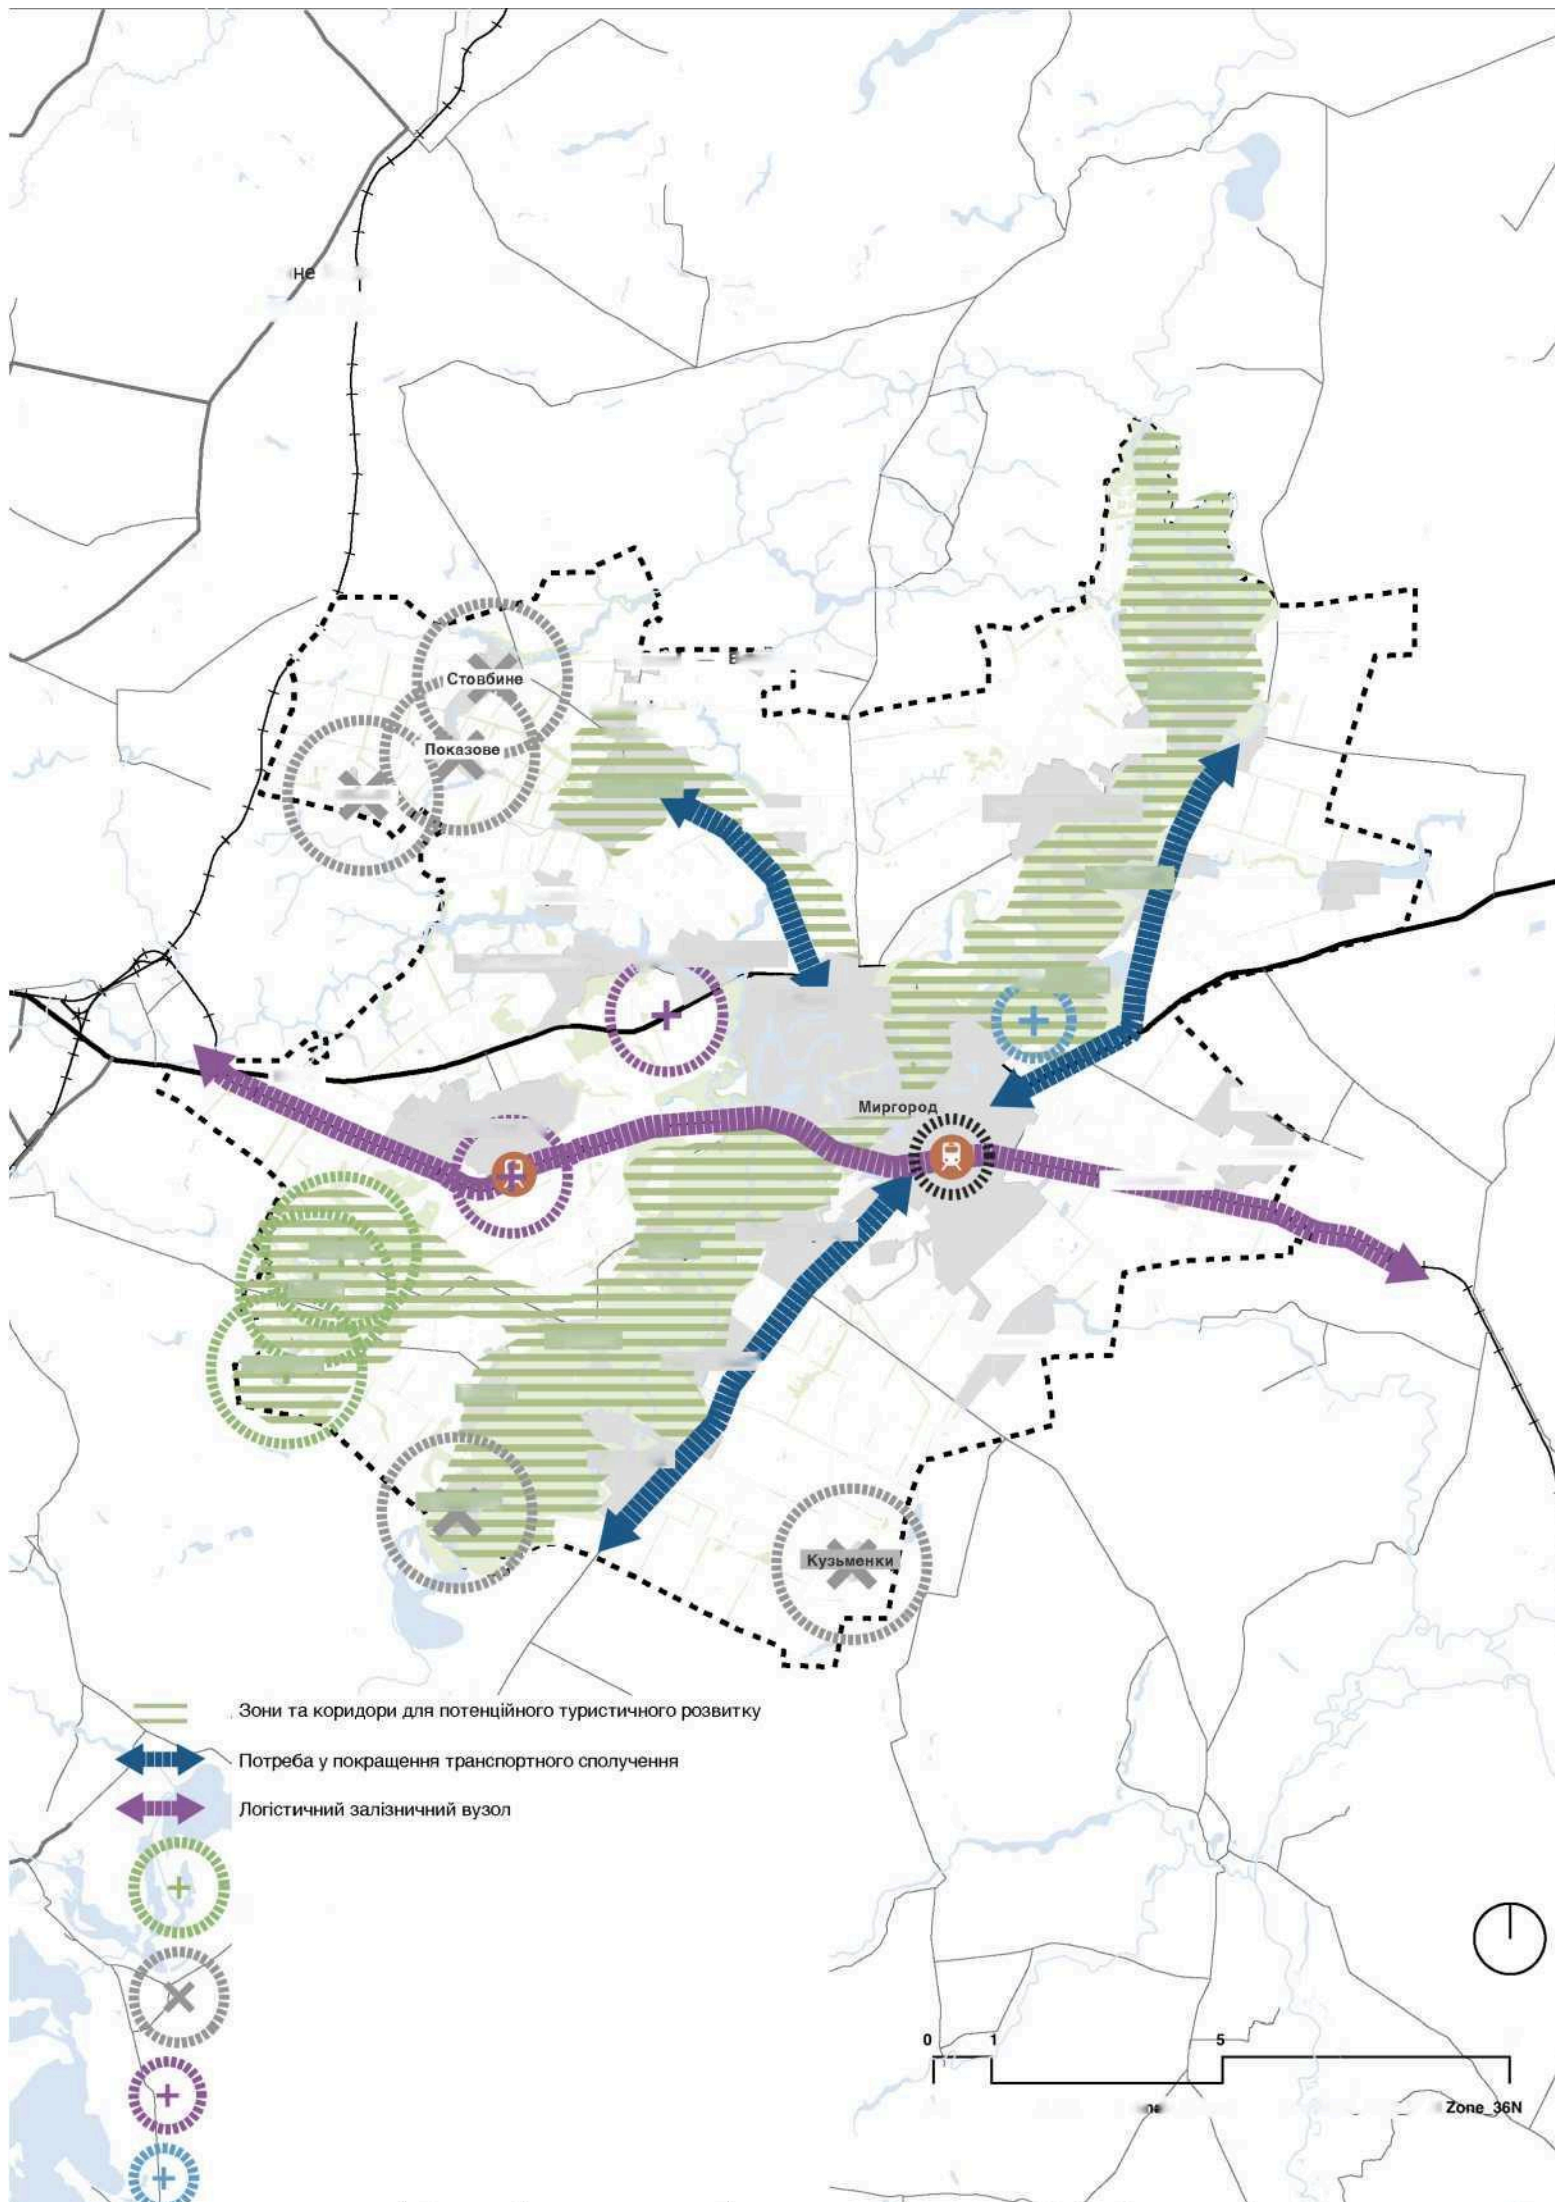 не
Стовбине
Показове
Миргород
Кузьменки
Зони та коридори для потенційного туристичного розвитку
Потреба у покращення транспортного сполучення
Логістичний залізничний вузол
0 1 5
Zone_36N